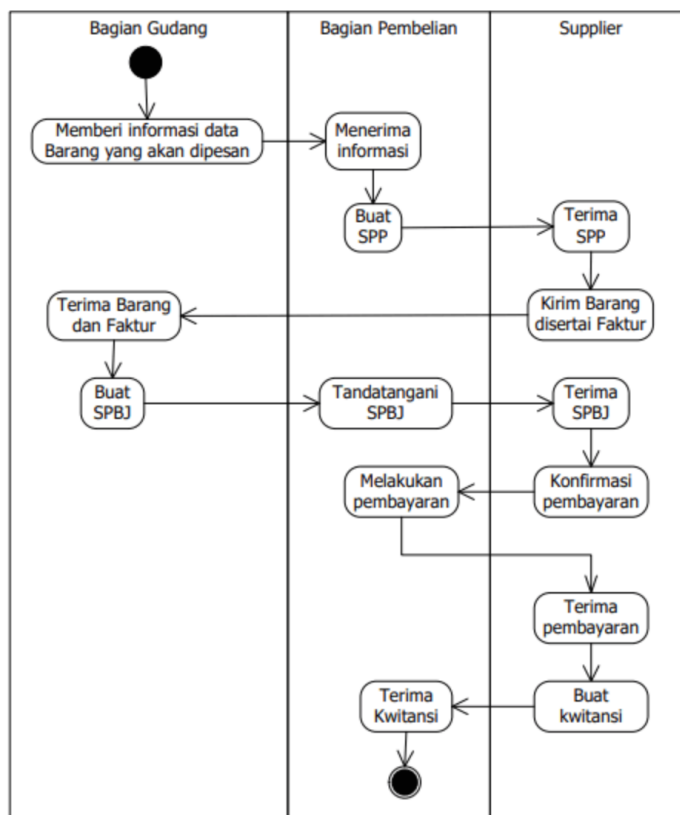 Bagian Gudang
Bagian Pembelian
Supplier
Memberi informasi data
Barang yang akan dipesan
Menerima
informasi
Buat
SPP
Terima
SPP
Kirim Barang
disertai Faktur
Terima Barang
dan Faktur
Buat
SPBJ
Tandatangani
SPBJ
Terima
SPBJ
Konfirmasi
pembayaran
Melakukan
pembayaran
Terima
pembayaran
Buat
kwitansi
Terima
Kwitansi